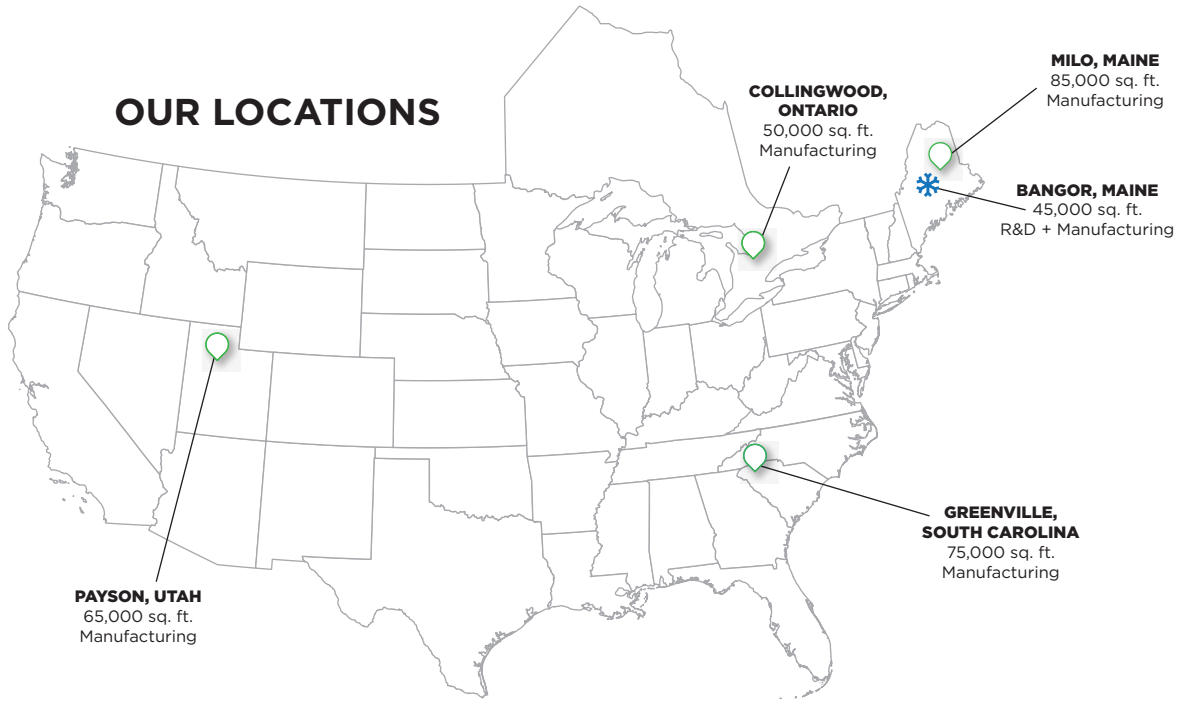 OUR LOCATIONS
COLLINGWOOD,
ONTARIO
50,000 sq. ft.
Manufacturing
MILO, MAINE
85,000 sq. ft.
Manufacturing
BANGOR, MAINE
45,000 sq. ft.
R&D + Manufacturing
GREENVILLE,
SOUTH CAROLINA
75,000 sq. ft.
Manufacturing
PAYSON, UTAH
65,000 sq. ft.
Manufacturing